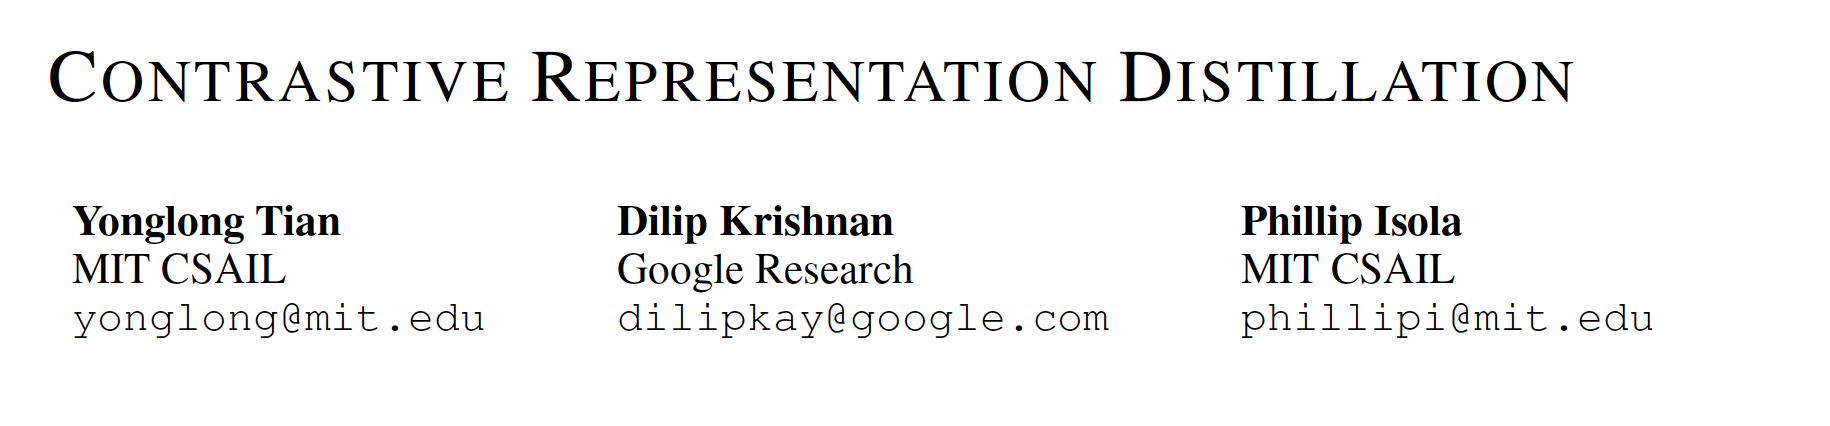 CONTRASTIVE REPRESENTATION DISTILLATION
Yonglong Tian
MIT CSAIL
yonglong@mit.edu
Dilip Krishnan
Google Research
dilipkay@google.com
Phillip Isola
MIT CSAIL
phillipi@mit.edu